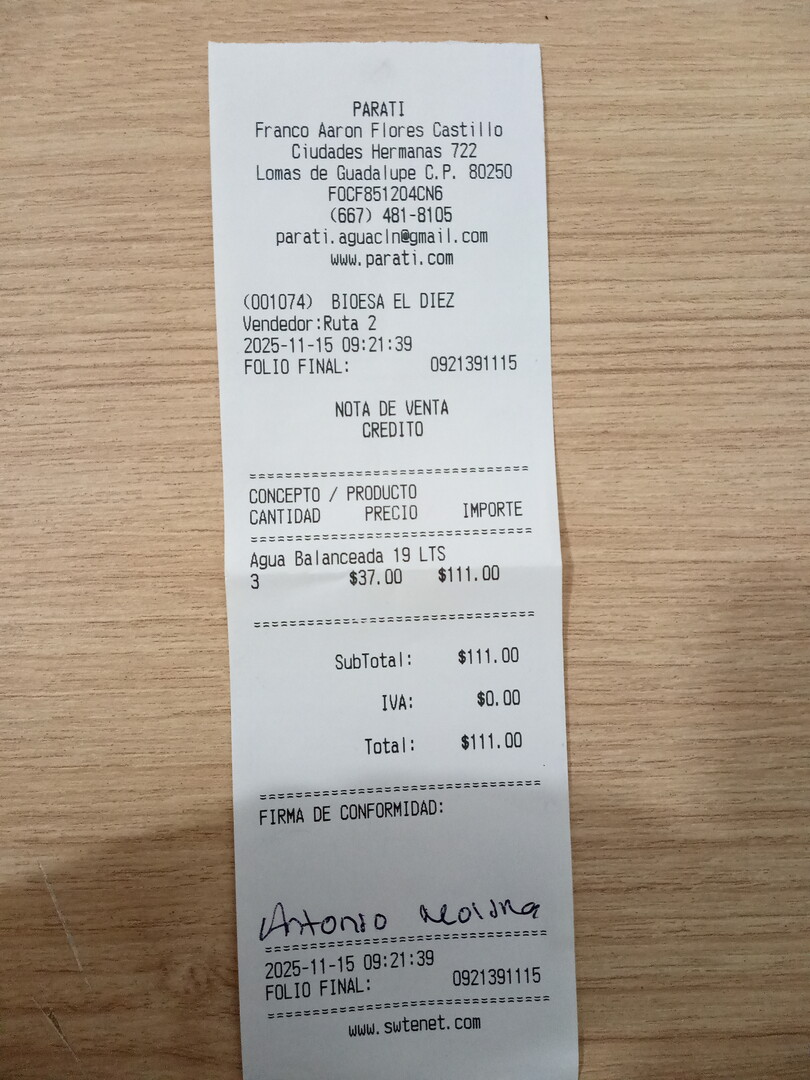 PARATI
Franco Aaron Flores Castillo
Ciudades Hermanas 722
Lomas de Guadalupe C.P. 80250
FOCF851204CN6
(667) 481-8105
parati.aguacln@gmail.com
www.parati.com
(001074) BIOESA EL DIEZ
Vendedor:Ruta 2
2025-11-15 09:21:39
FOLIO FINAL: 0921391115
NOTA DE VENTA
CREDITO
==============================
CONCEPTO / PRODUCTO
CANTIDAD PRECIO IMPORTE
==============================
Agua Balanceada 19 LTS
3 $37.00 $111.00
==============================
SubTotal: $111.00
IVA: $0.00
Total: $111.00
==============================
FIRMA DE CONFORMIDAD:
Antonio Molina
==============================
2025-11-15 09:21:39
FOLIO FINAL: 0921391115
==============================
www.swtenet.com